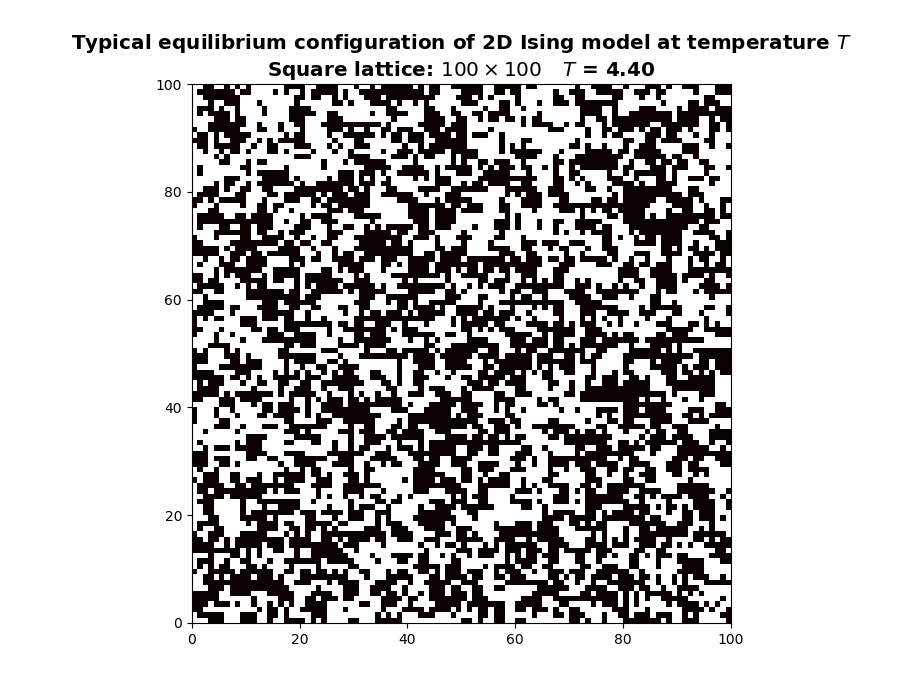 Typical equilibrium configuration of 2D Ising model at temperature T
Square lattice: 100 × 100 T = 4.40
100
80
60
40
20
0
0 20 40 60 80 100